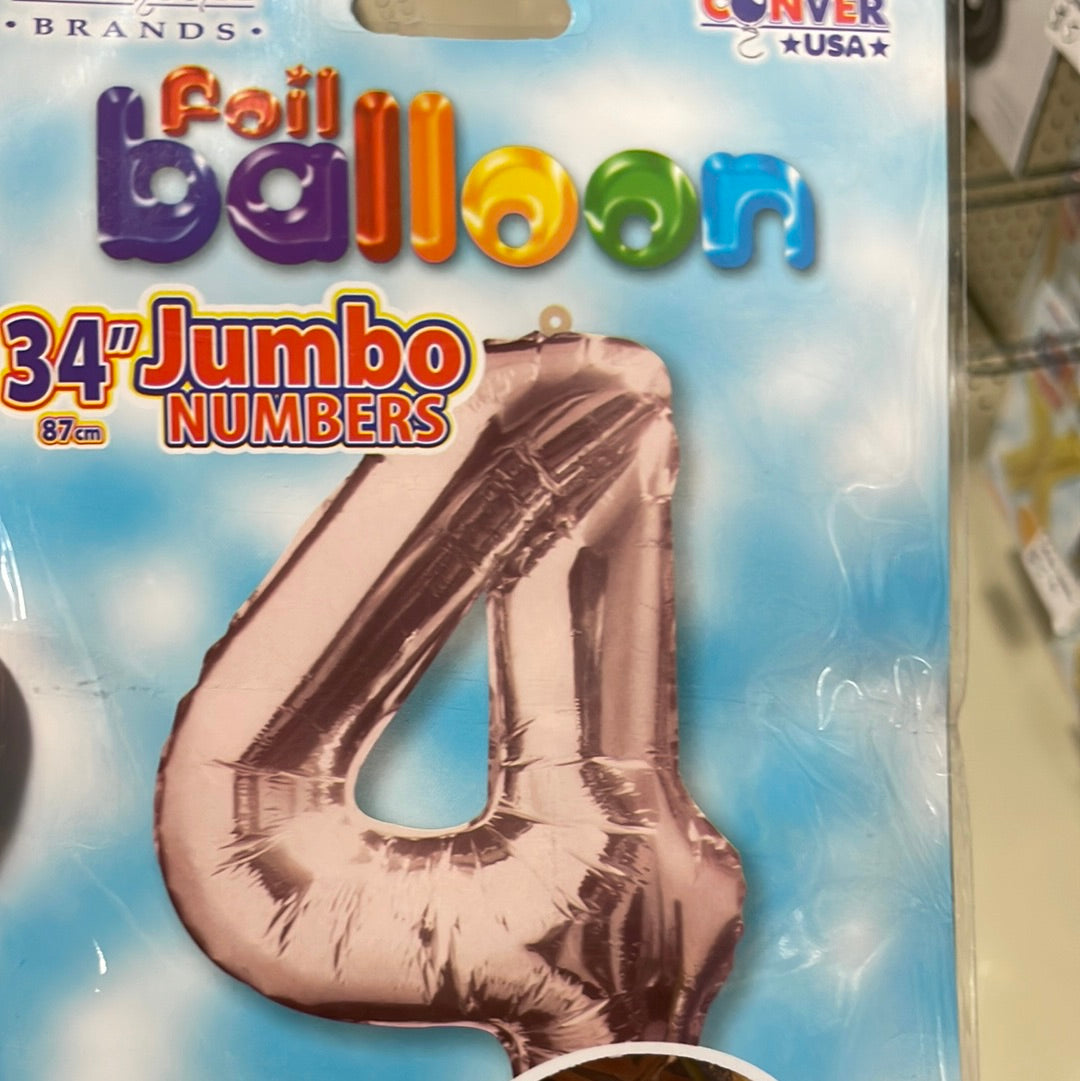 • BRANDS •
CONVER
★USA★
foil
balloon
34" Jumbo
87cm NUMBERS
4